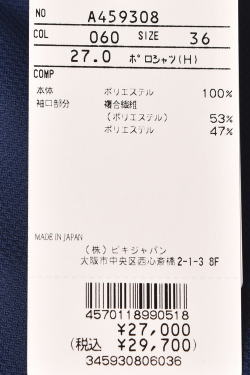 NO A459308
COL 060 SIZE 36
27.0 ポロシャツ(H)
COMP
本体 ポリエステル 100%
袖口部分 複合繊維
(ポリエステル) 53%
ポリエステル 47%
MADE IN JAPAN
(株) ビキジャパン
大阪市中央区西心斎橋2-1-3 8F
4570118990518
¥27,000
(税込 ¥29,700)
345930806036